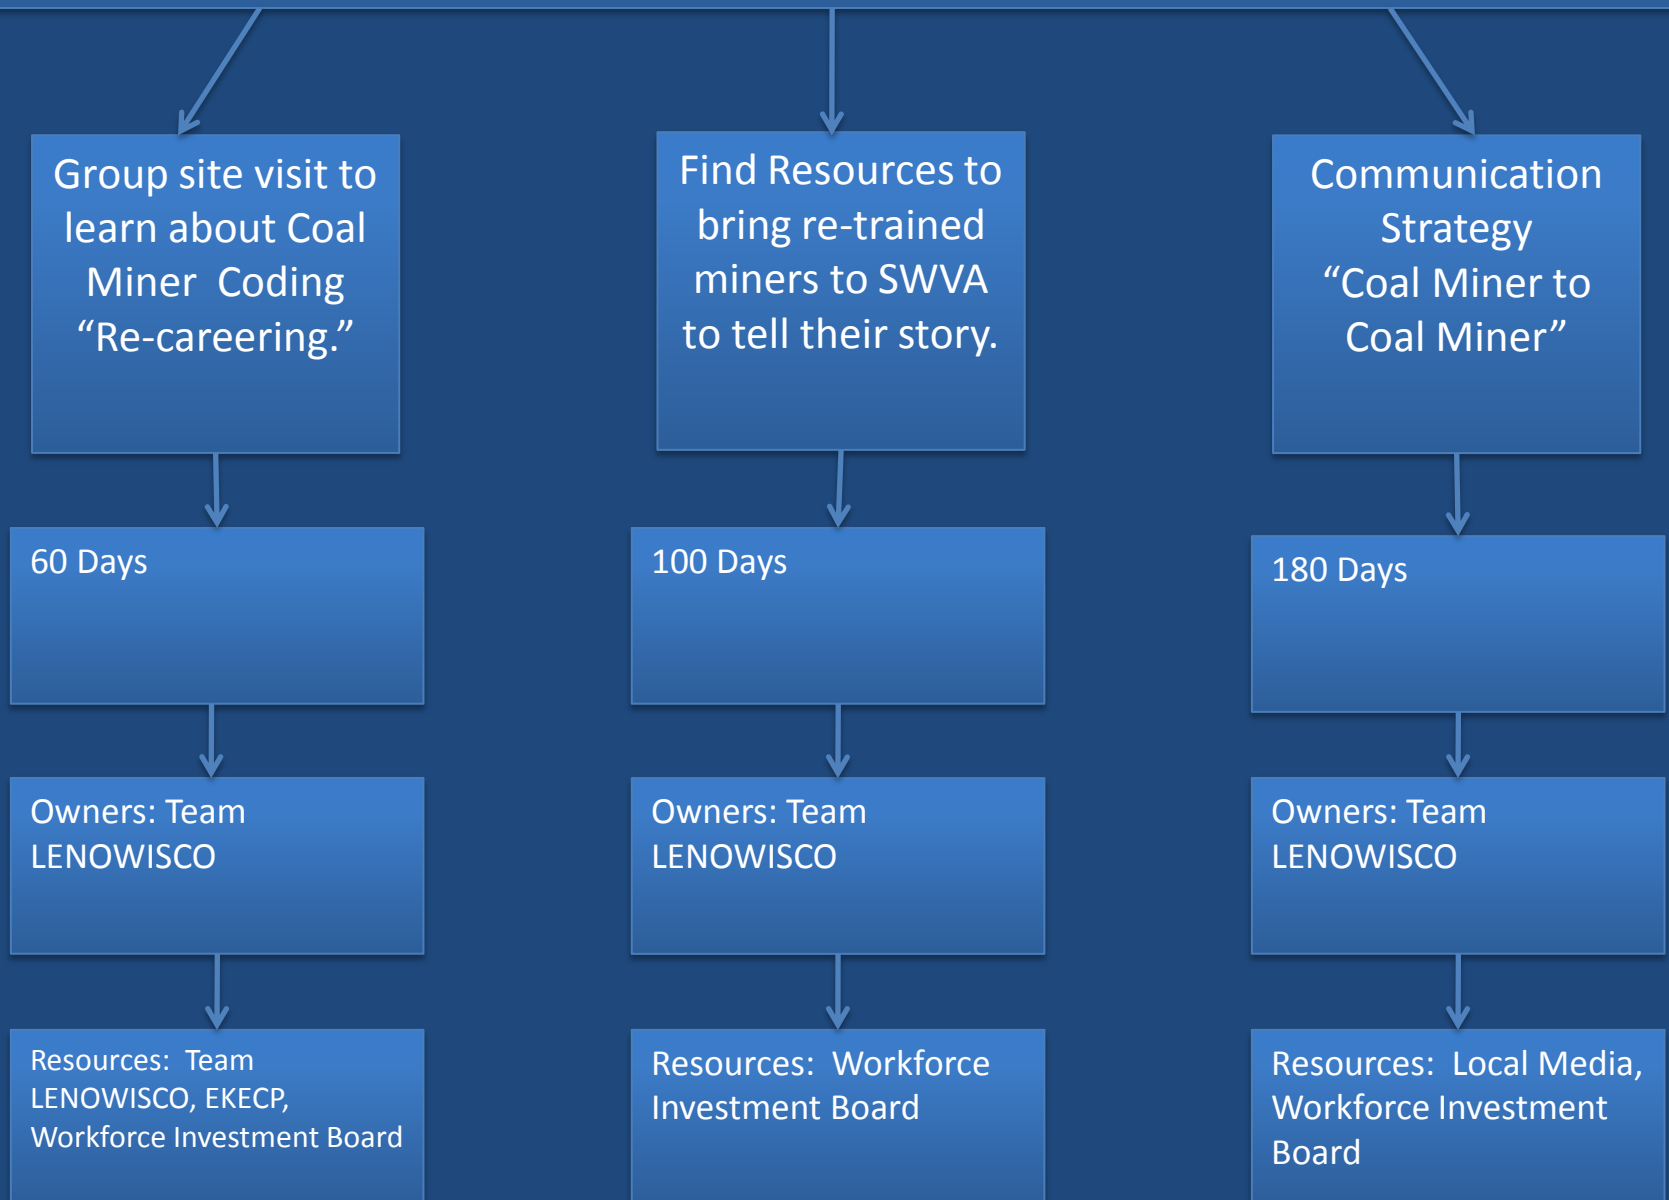 Group site visit to
learn about Coal
Miner  Coding
“Re-careering.”
60 Days
Owners: Team
LENOWISCO
Resources:  Team
LENOWISCO, EKECP,
Workforce Investment Board
Find Resources to
bring re-trained
miners to SWVA
to tell their story.
100 Days
Owners: Team
LENOWISCO
Resources:  Workforce
Investment Board
Communication
Strategy
“Coal Miner to
Coal Miner”
180 Days
Owners: Team
LENOWISCO
Resources:  Local Media,
Workforce Investment
Board